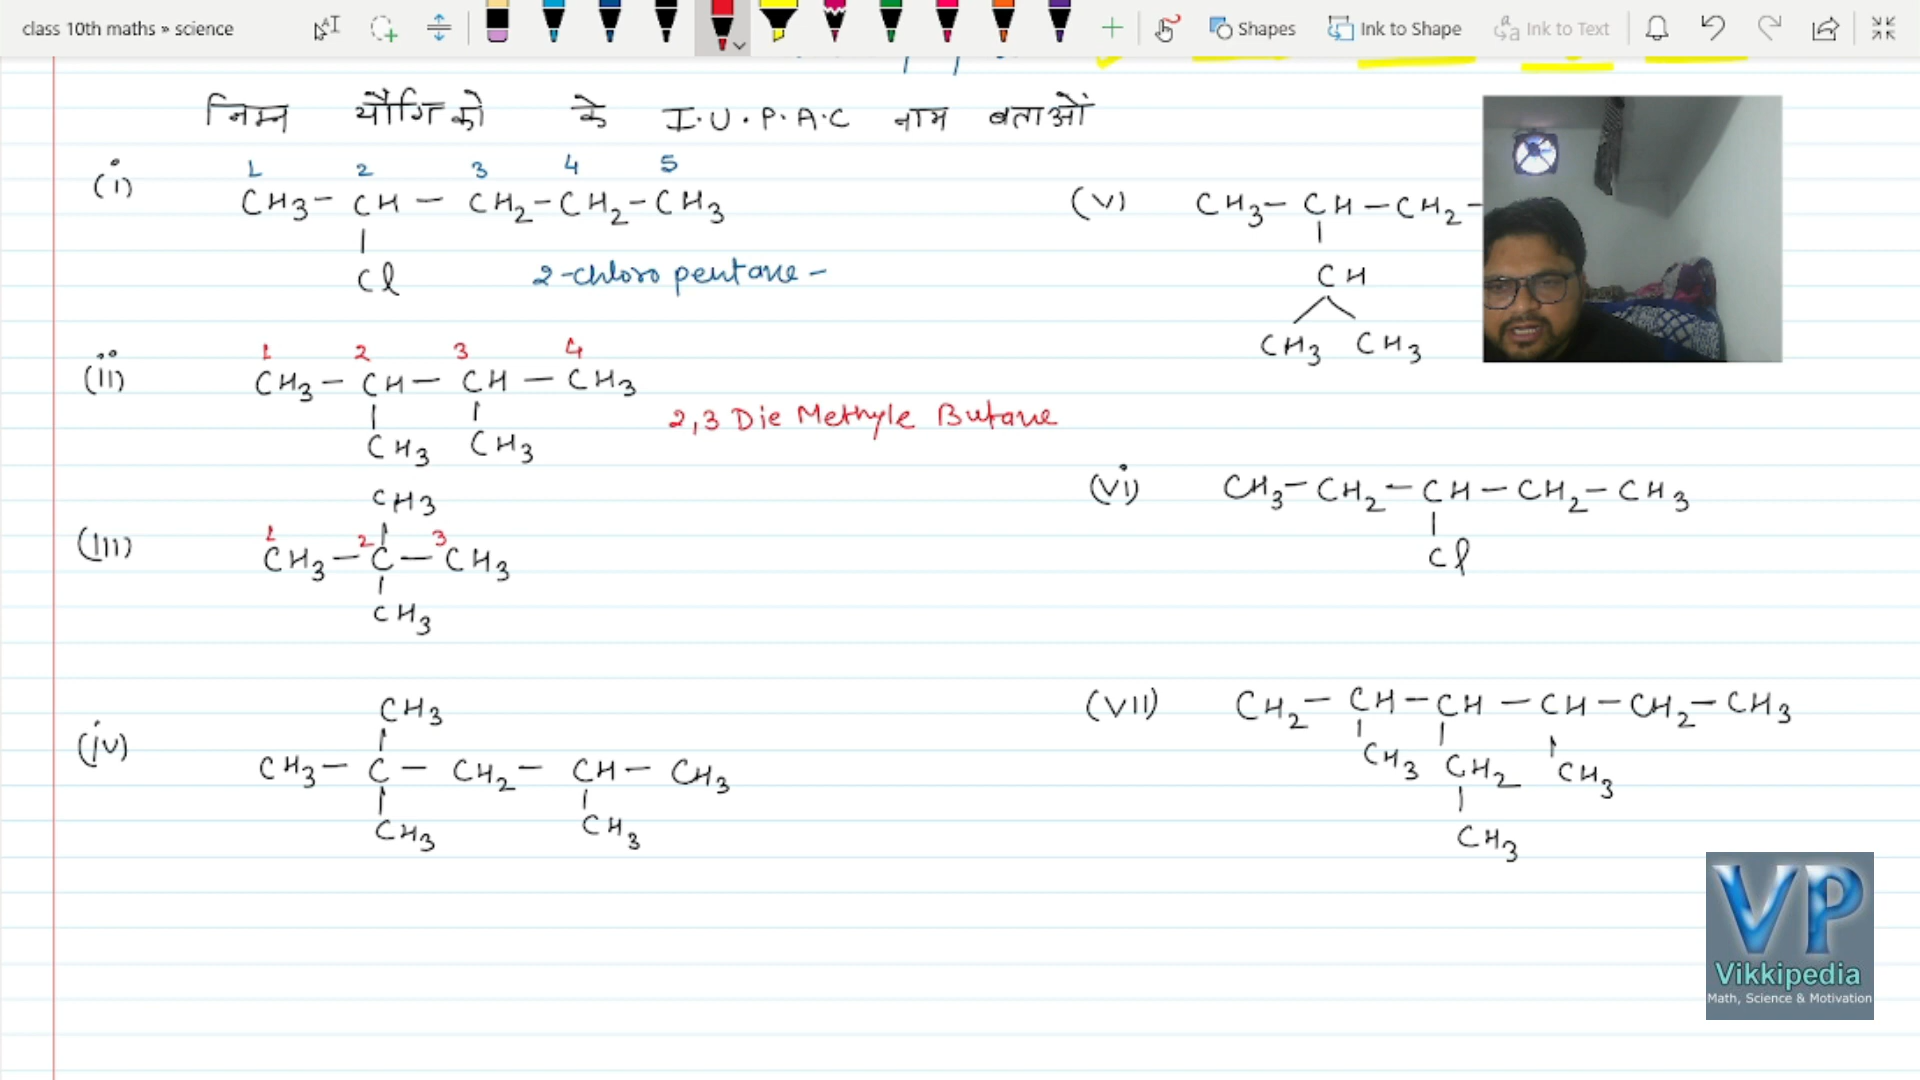 class 10th maths » science
Shapes
Ink to Shape
Ink to Text
निम्न यौगिको के I.U.P.A.C नाम बताओं
1 2 3 4 5
(i) CH3 - CH - CH2 - CH2 - CH3
Cl
2-chloro pentane -
1 2 3 4
(ii) CH3 - CH - CH - CH3
CH3 CH3
2,3 Die Methyle Butane
CH3
1 2 3
(III) CH3 - C - CH3
CH3
CH3
(iv) CH3 - C - CH2 - CH - CH3
CH3 CH3
(V) CH3 - CH - CH2 -
CH
CH3 CH3
(Vi) CH3 - CH2 - CH - CH2 - CH3
Cl
(VII) CH2 - CH - CH - CH - CH2 - CH3
CH3 CH2 CH3
CH3
VP
Vikkipedia
Math, Science & Motivation